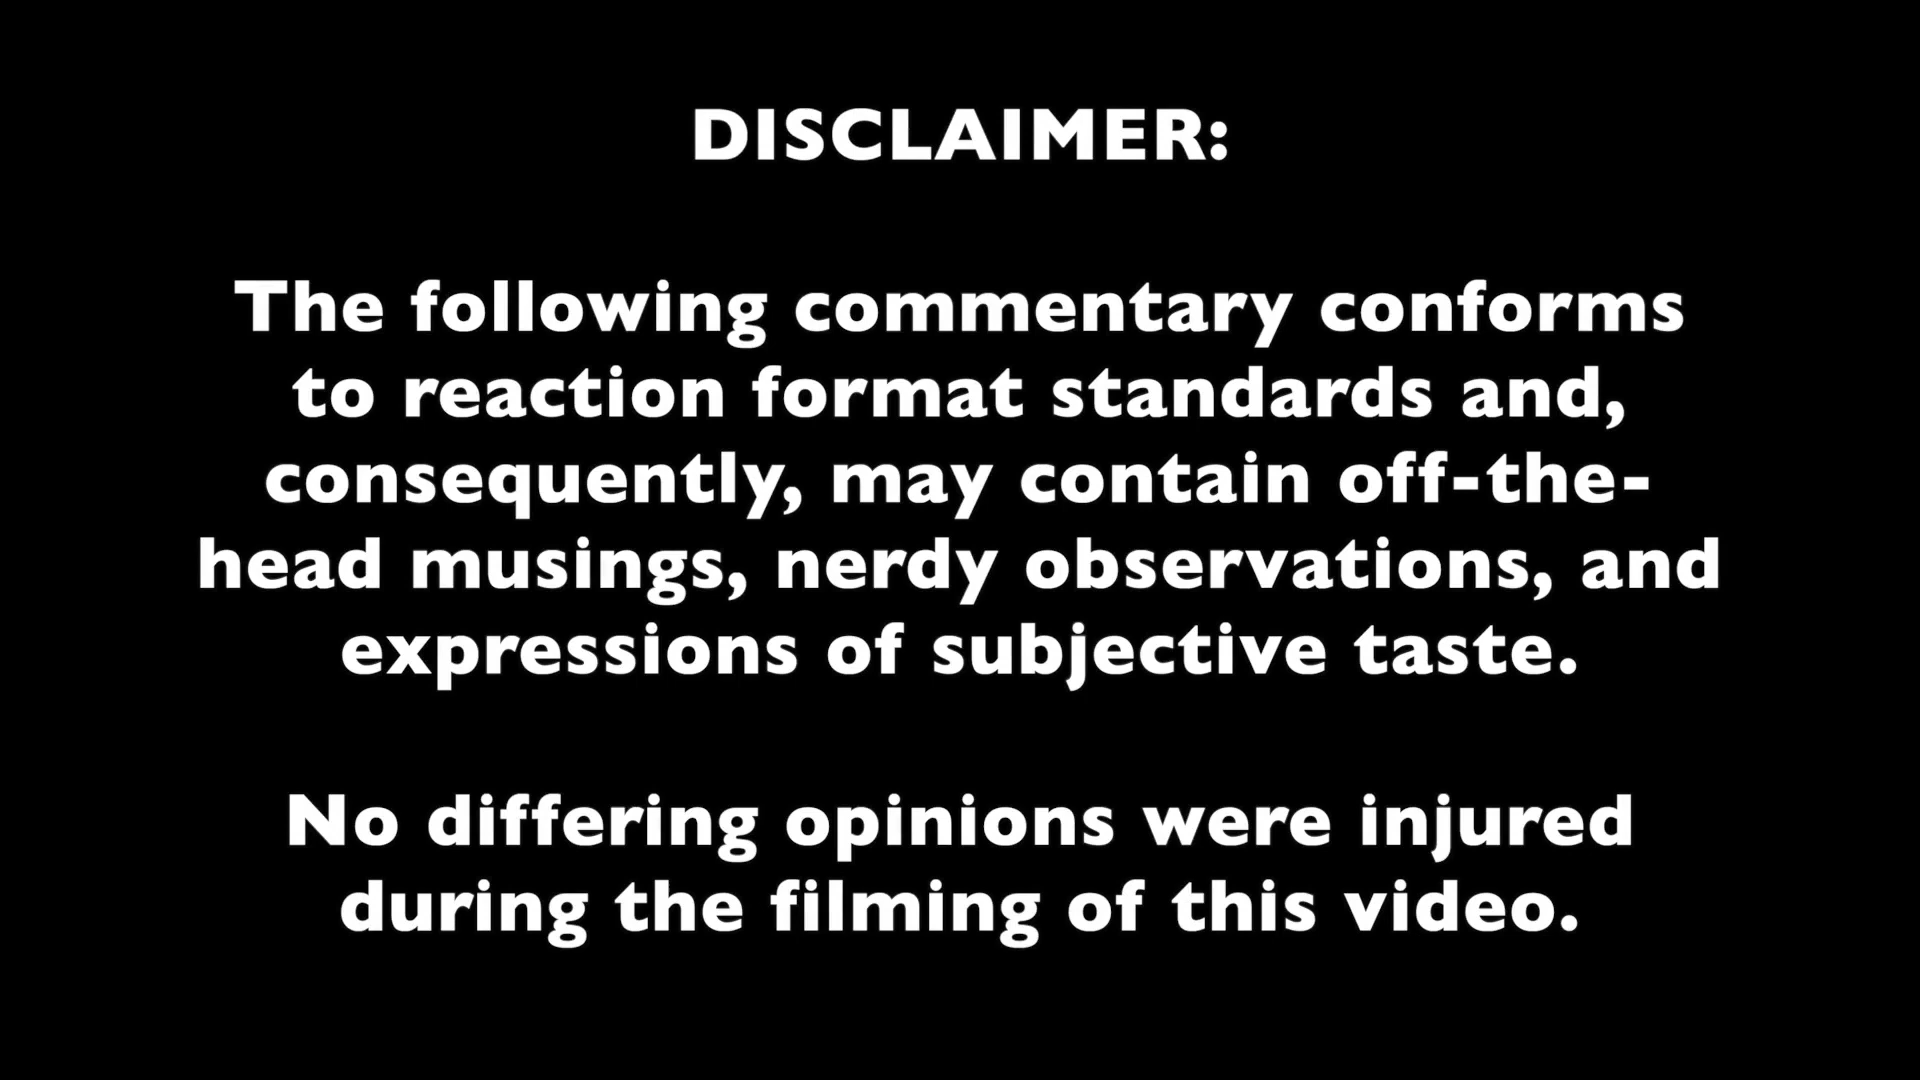 DISCLAIMER:
The following commentary conforms
to reaction format standards and,
consequently, may contain off-the-
head musings, nerdy observations, and
expressions of subjective taste.
No differing opinions were injured
during the filming of this video.